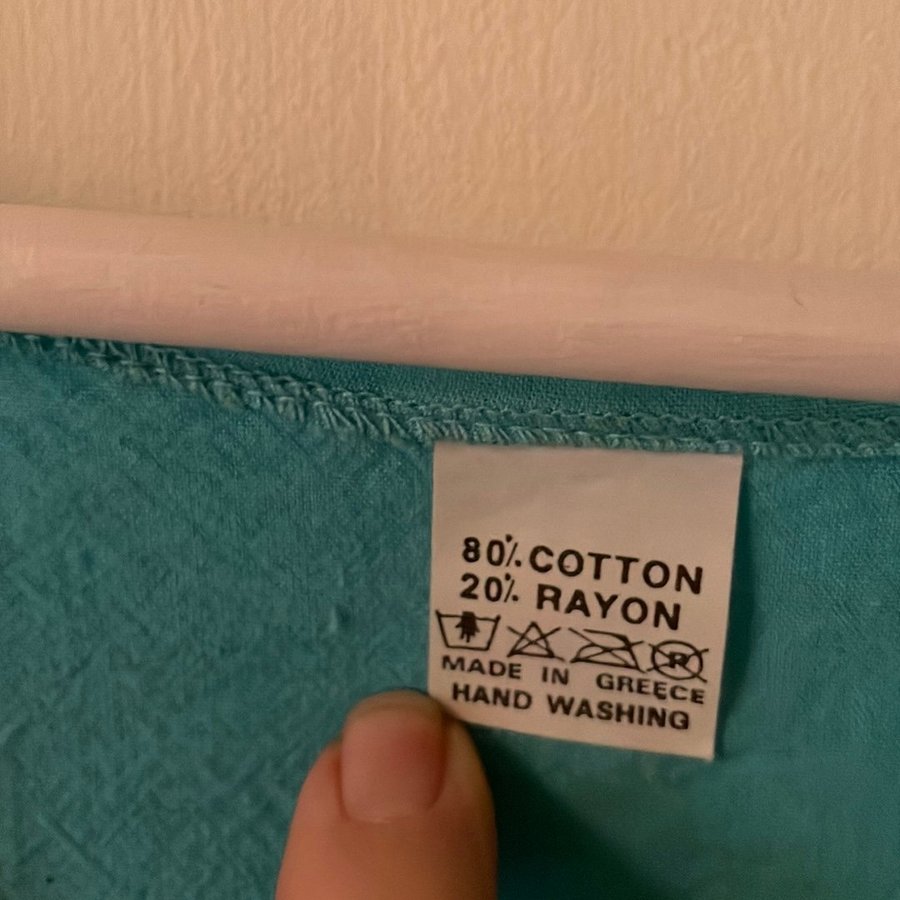 80% COTTON
20% RAYON
P
MADE IN GREECE
HAND WASHING